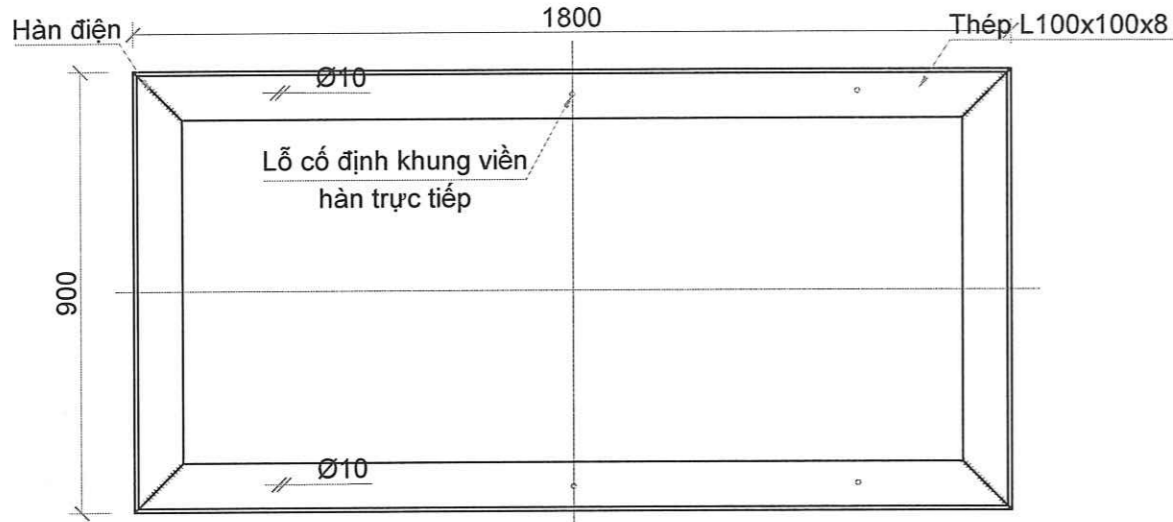 1800
Hàn điện
Thép L100x100x8
Ø10
Lỗ cố định khung viền
hàn trực tiếp
900
Ø10